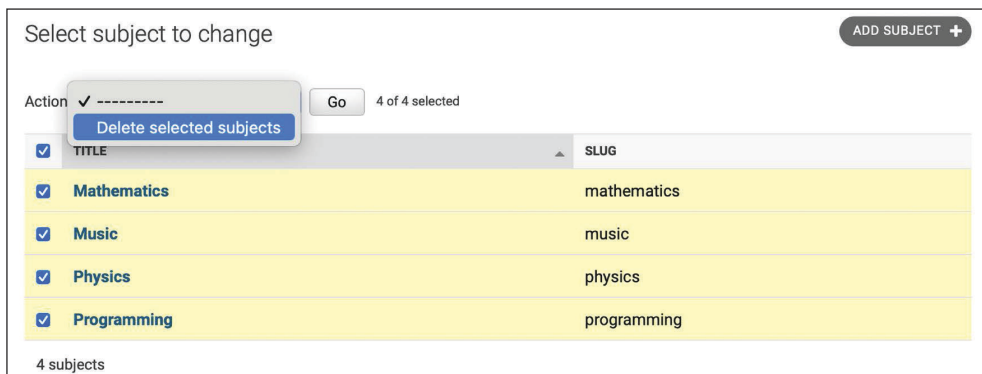 Select subject to change
ADD SUBJECT +
Action ✓ --------- Go 4 of 4 selected
Delete selected subjects
TITLE SLUG
Mathematics mathematics
Music music
Physics physics
Programming programming
4 subjects